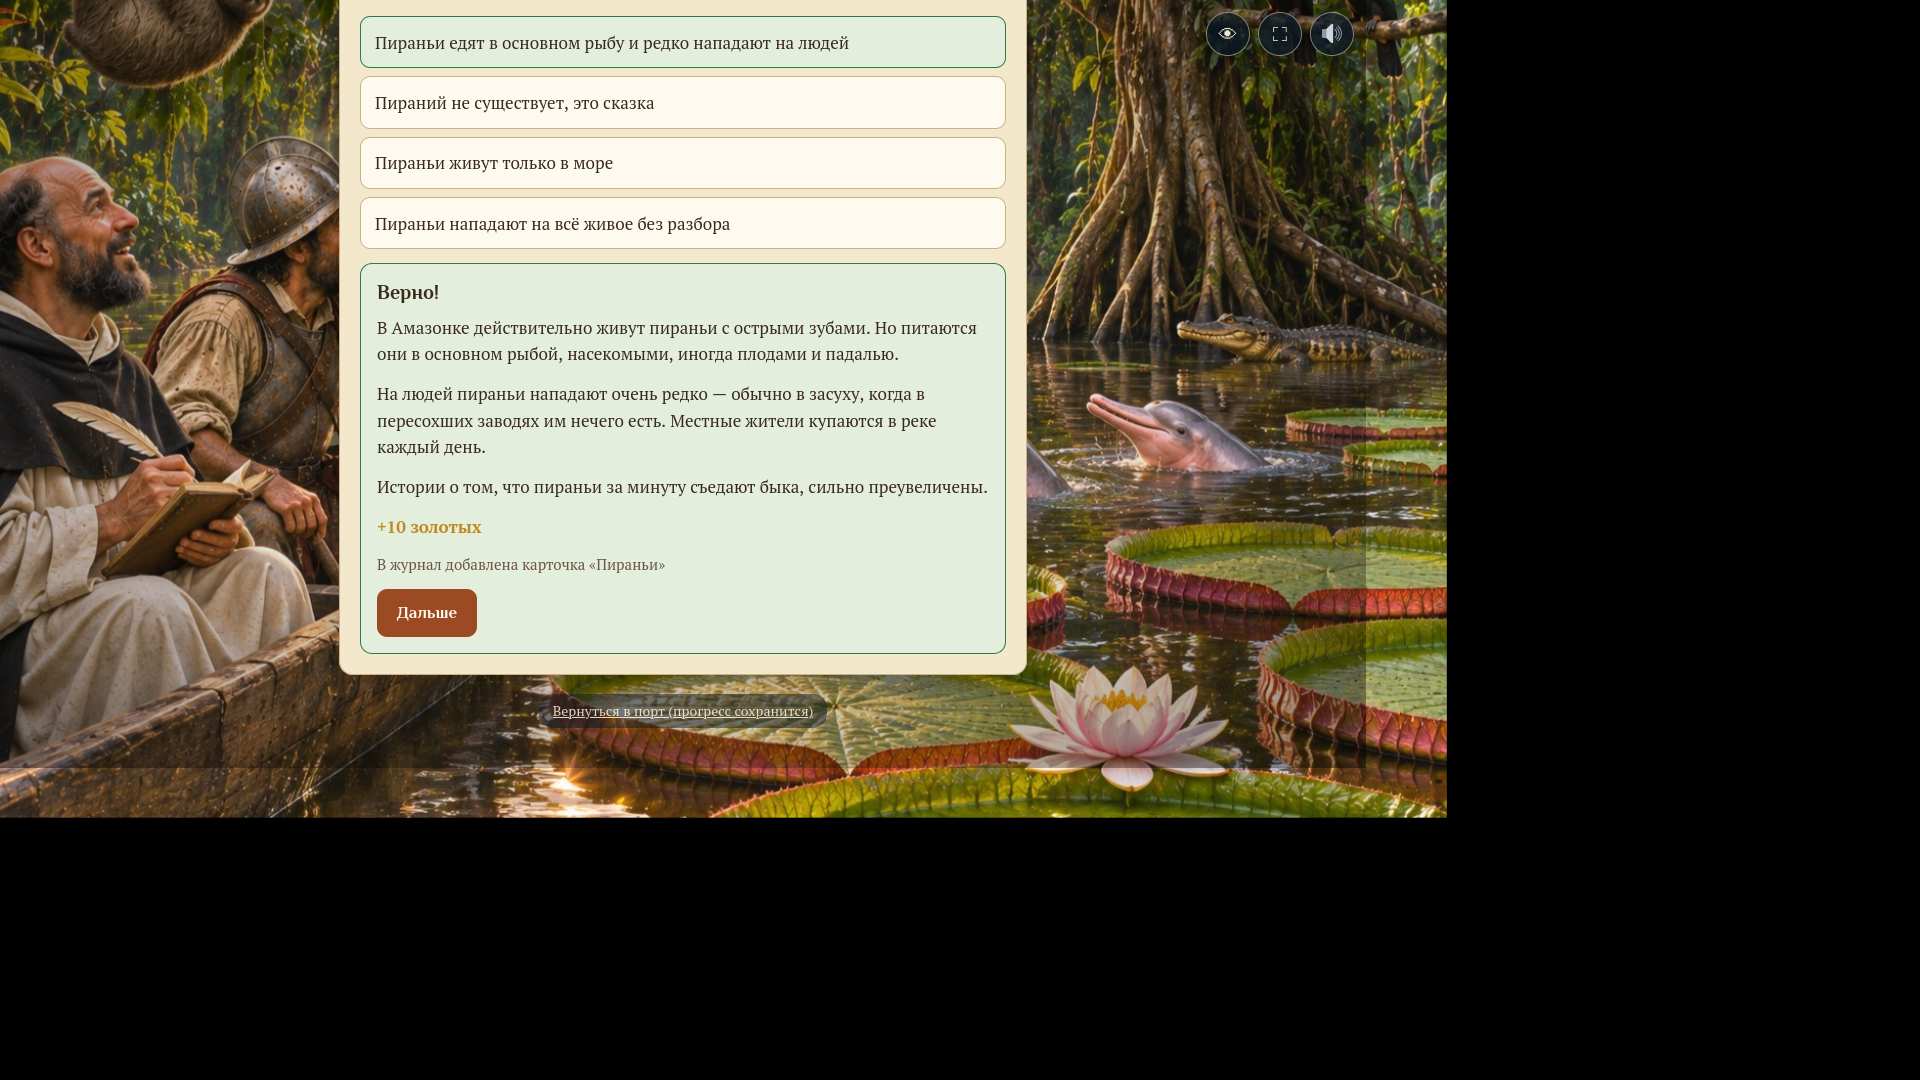 Пираньи едят в основном рыбу и редко нападают на людей
Пираний не существует, это сказка
Пираньи живут только в море
Пираньи нападают на всё живое без разбора
Верно!
В Амазонке действительно живут пираньи с острыми зубами. Но питаются
они в основном рыбой, насекомыми, иногда плодами и падалью.
На людей пираньи нападают очень редко — обычно в засуху, когда в
пересохших заводях им нечего есть. Местные жители купаются в реке
каждый день.
Истории о том, что пираньи за минуту съедают быка, сильно преувеличены.
+10 золотых
В журнал добавлена карточка «Пираньи»
Дальше
Вернуться в порт (прогресс сохранится)